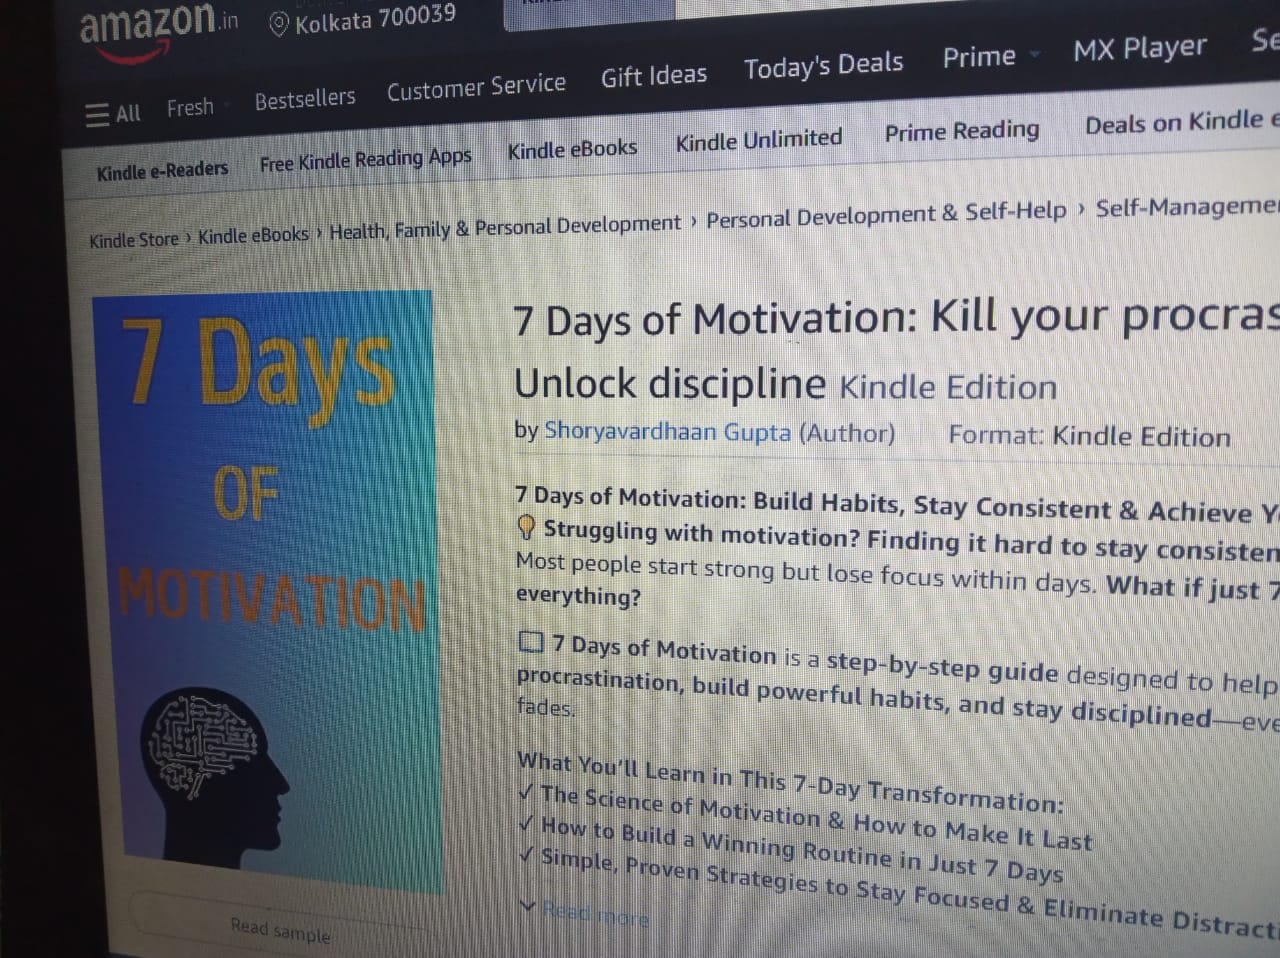 amazon.in
Kolkata 700039
All Fresh Bestsellers Customer Service Gift Ideas Today's Deals Prime MX Player
Kindle e-Readers Free Kindle Reading Apps Kindle eBooks Kindle Unlimited Prime Reading Deals on Kindle
Kindle Store › Kindle eBooks › Health, Family & Personal Development › Personal Development & Self-Help ›
7 Days
OF
MOTIVATION
Read sample
7 Days of Motivation: Kill your
Unlock discipline Kindle Edition
by Shoryavardhaan Gupta (Author) Format: Kindle Edition
7 Days of Motivation: Build Habits, Stay Consistent & Achieve
💡 Struggling with motivation? Finding it hard to stay
Most people start strong but lose focus within days. What if just 7
everything?
7 Days of Motivation is a step-by-step guide designed to help
procrastination, build powerful habits, and stay disciplined—
fades.
What You'll Learn in This 7-Day Transformation:
✓ The Science of Motivation & How to Make It Last
✓ How to Build a Winning Routine in Just 7 Days
✓ Simple, Proven Strategies to Stay Focused & Eliminate
Read more